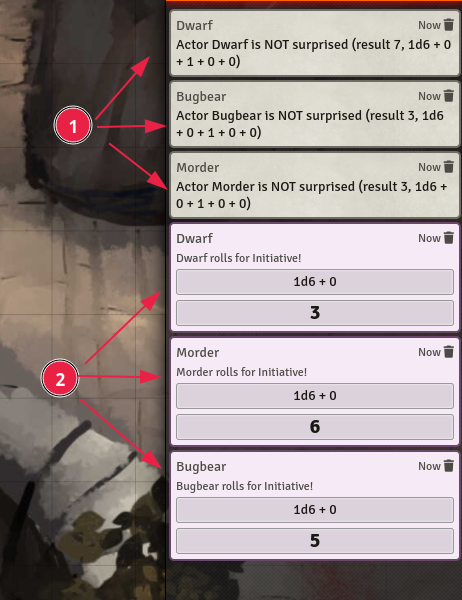 Dwarf Now
Actor Dwarf is NOT surprised (result 7, 1d6 + 0
+ 1 + 0 + 0)
Bugbear Now
Actor Bugbear is NOT surprised (result 3, 1d6
+ 0 + 1 + 0 + 0)
1
Morder Now
Actor Morder is NOT surprised (result 3, 1d6 +
+ 0 + 1 + 0 + 0)
Dwarf Now
Dwarf rolls for Initiative!
1d6 + 0
3
Morder Now
Morder rolls for Initiative!
2
1d6 + 0
6
Bugbear Now
Bugbear rolls for Initiative!
1d6 + 0
5